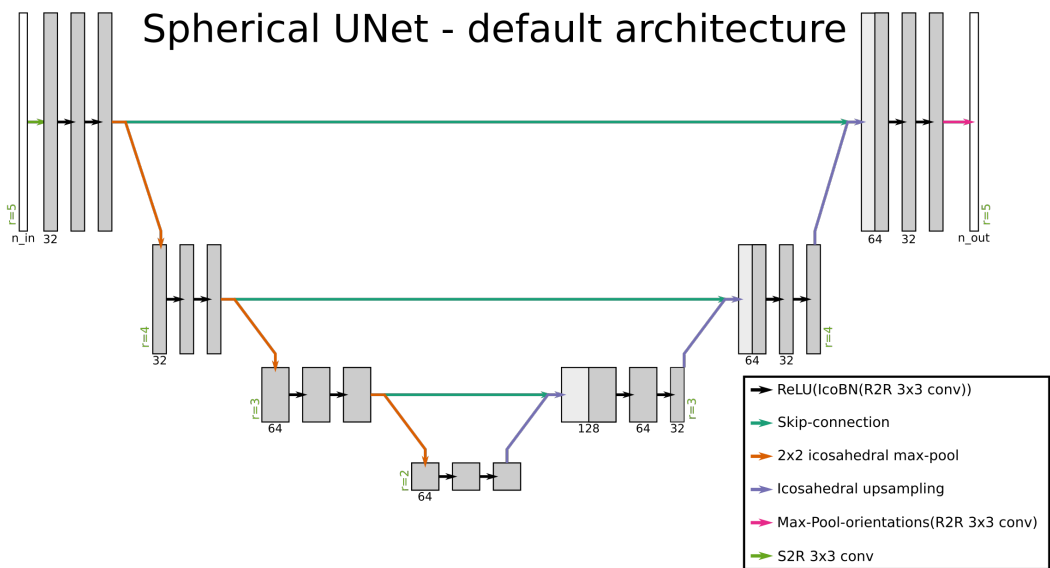 Spherical UNet - default architecture
r=5
n_in 32
64 32 n_out
r=5
r=4
32
64 32
r=4
r=3
64
128 64 32
r=3
r=2
64
ReLU(IcoBN(R2R 3x3 conv))
Skip-connection
2x2 icosahedral max-pool
Icosahedral upsampling
Max-Pool-orientations(R2R 3x3 conv)
S2R 3x3 conv